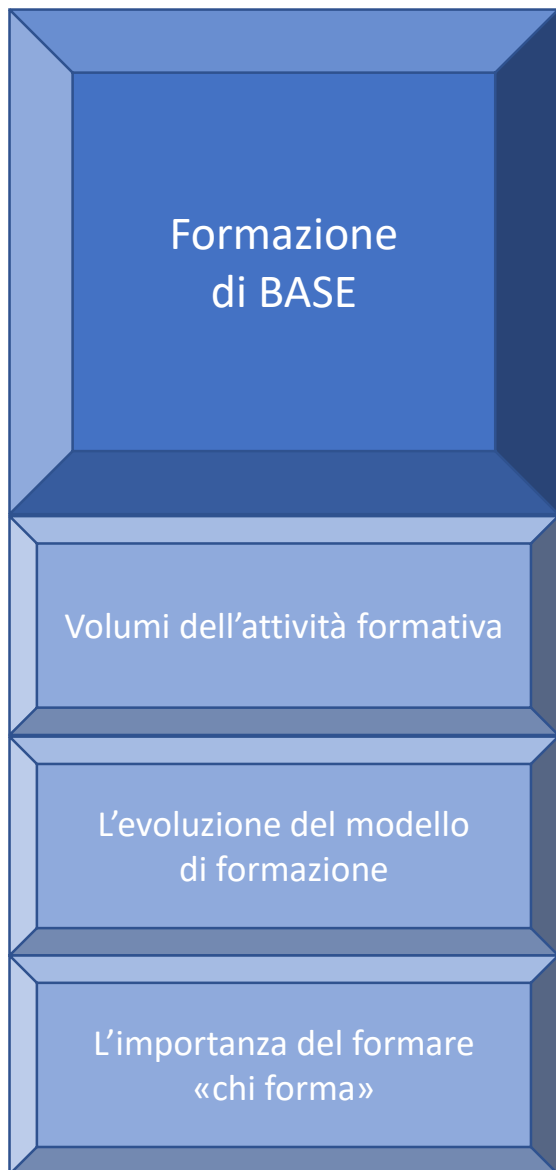 Formazione
di BASE
Volumi dell’attività formativa
L’evoluzione del modello
di formazione
L’importanza del formare
«chi forma»